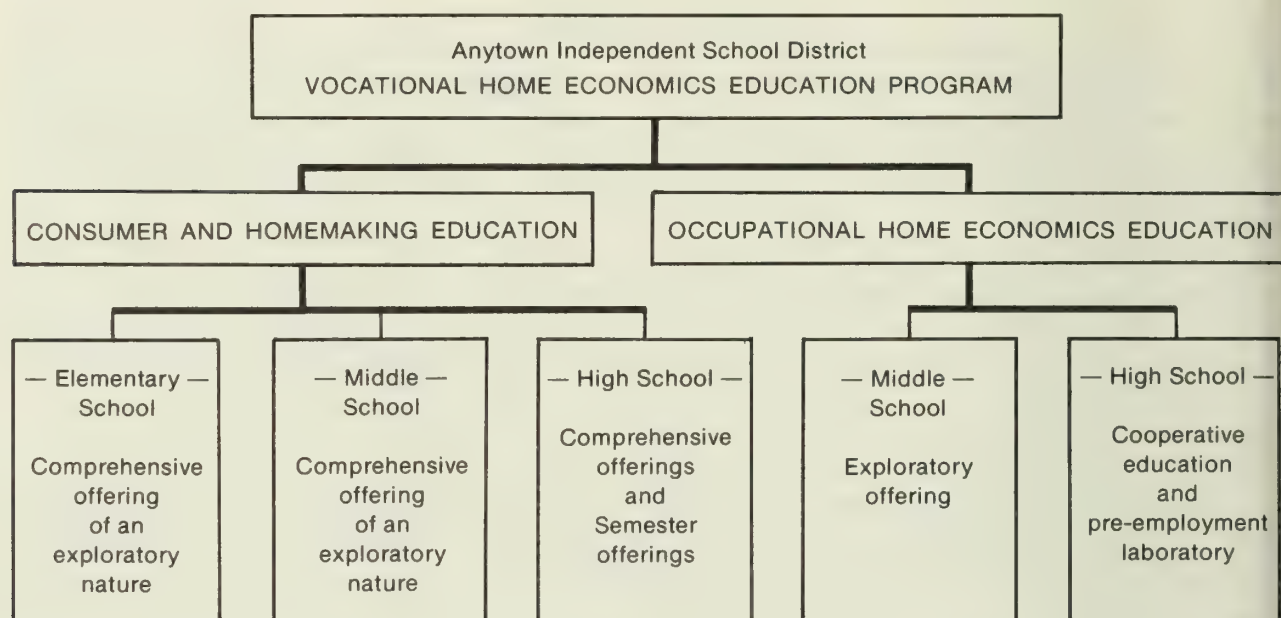 Anytown Independent School District
VOCATIONAL HOME ECONOMICS EDUCATION PROGRAM
CONSUMER AND HOMEMAKING EDUCATION
OCCUPATIONAL HOME ECONOMICS EDUCATION
— Elementary —
School
Comprehensive
offering
of an
exploratory
nature
— Middle —
School
Comprehensive
offering
of an
exploratory
nature
— High School —
Comprehensive
offerings
and
Semester
offerings
— Middle —
School
Exploratory
offering
— High School —
Cooperative
education
and
pre-employment
laboratory